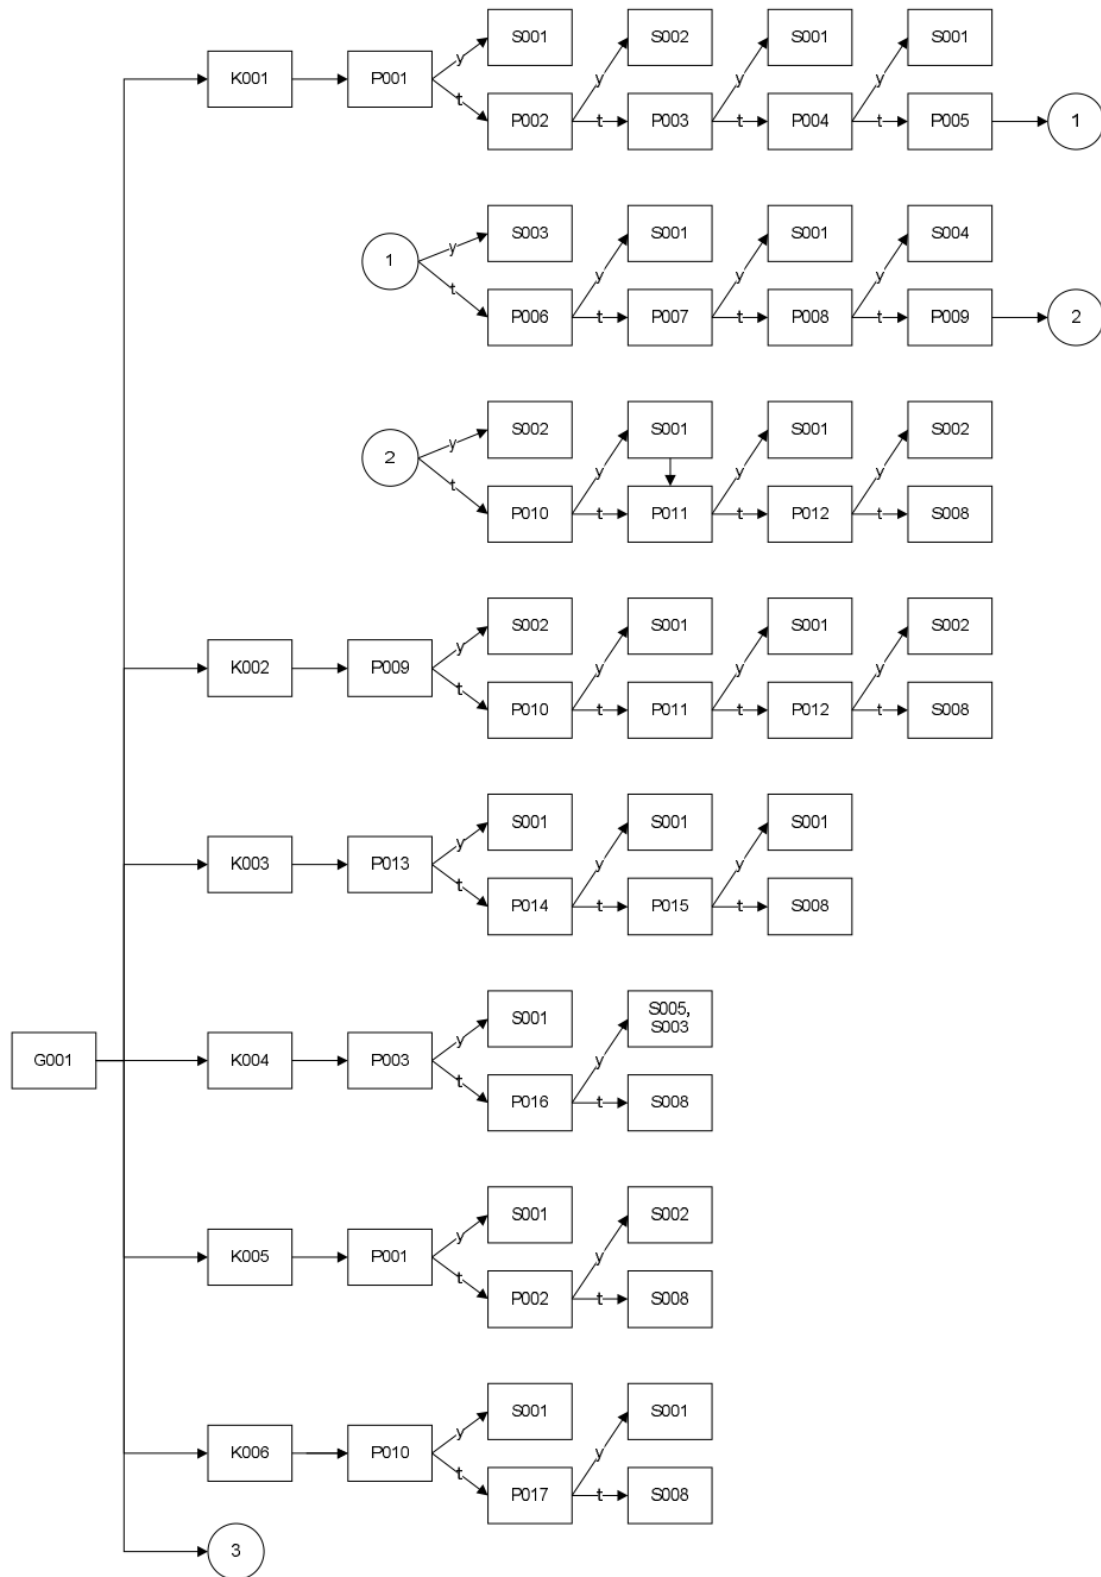 S001 S002 S001 S001
K001 P001 y y y y
t P002 t P003 t P004 t P005 1
S003 S001 S001 S004
1 y y y y
t P006 t P007 t P008 t P009 2
S002 S001 S001 S002
2 y y y y
t P010 t P011 t P012 t S008
S002 S001 S001 S002
K002 P009 y y y y
t P010 t P011 t P012 t S008
S001 S001 S001
K003 P013 y y y
t P014 t P015 t S008
S001 S005,
S003
G001 K004 P003 y y
t P016 t S008
S001 S002
K005 P001 y y
t P002 t S008
S001 S001
K006 P010 y y
t P017 t S008
3